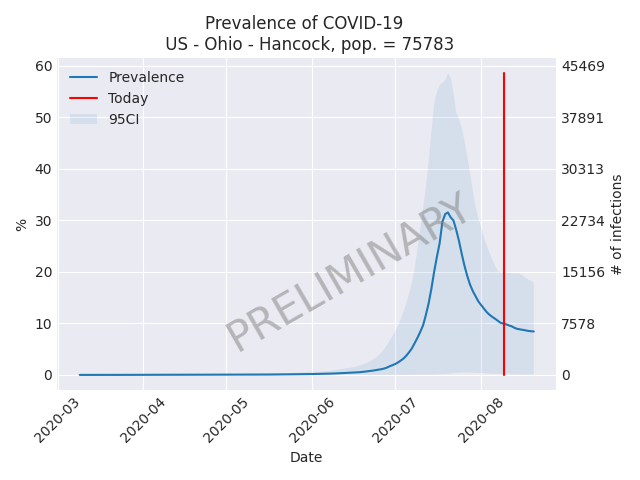 Prevalence of COVID-19
US - Ohio - Hancock, pop. = 75783
Prevalence
Today
95CI
60
50
40
30
20
10
0
%
45469
37891
30313
22734
15156
7578
0
# of infections
PRELIMINARY
2020-03
2020-04
2020-05
2020-06
2020-07
2020-08
Date